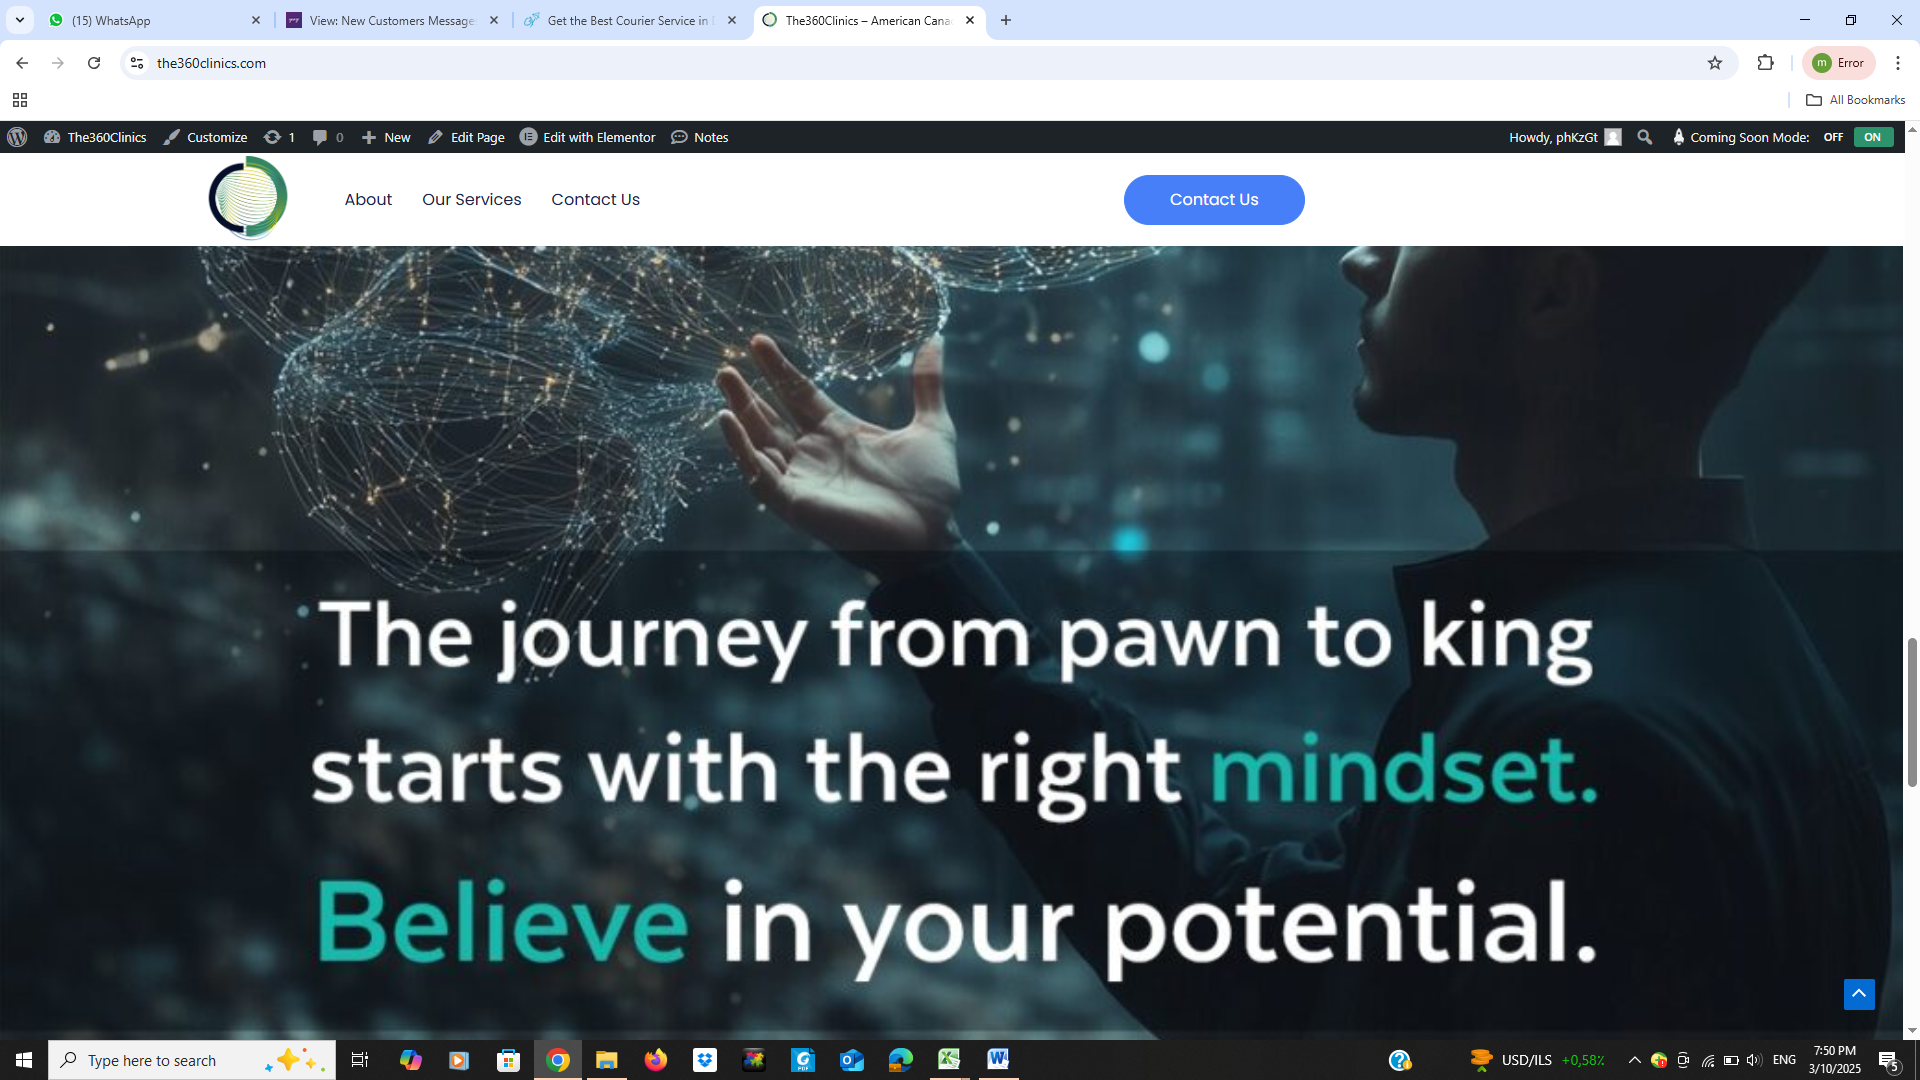 (15) WhatsApp
View: New Customers Message
Get the Best Courier Service in
The360Clinics – American Cana
the360clinics.com
m Error
All Bookmarks
The360Clinics Customize 1 0 New Edit Page Edit with Elementor Notes
Howdy, phKzGt Coming Soon Mode: OFF ON
About Our Services Contact Us
Contact Us
The journey from pawn to king
starts with the right mindset.
Believe in your potential.
Type here to search
USD/ILS +0,58%
ENG
7:50 PM
3/10/2025
5